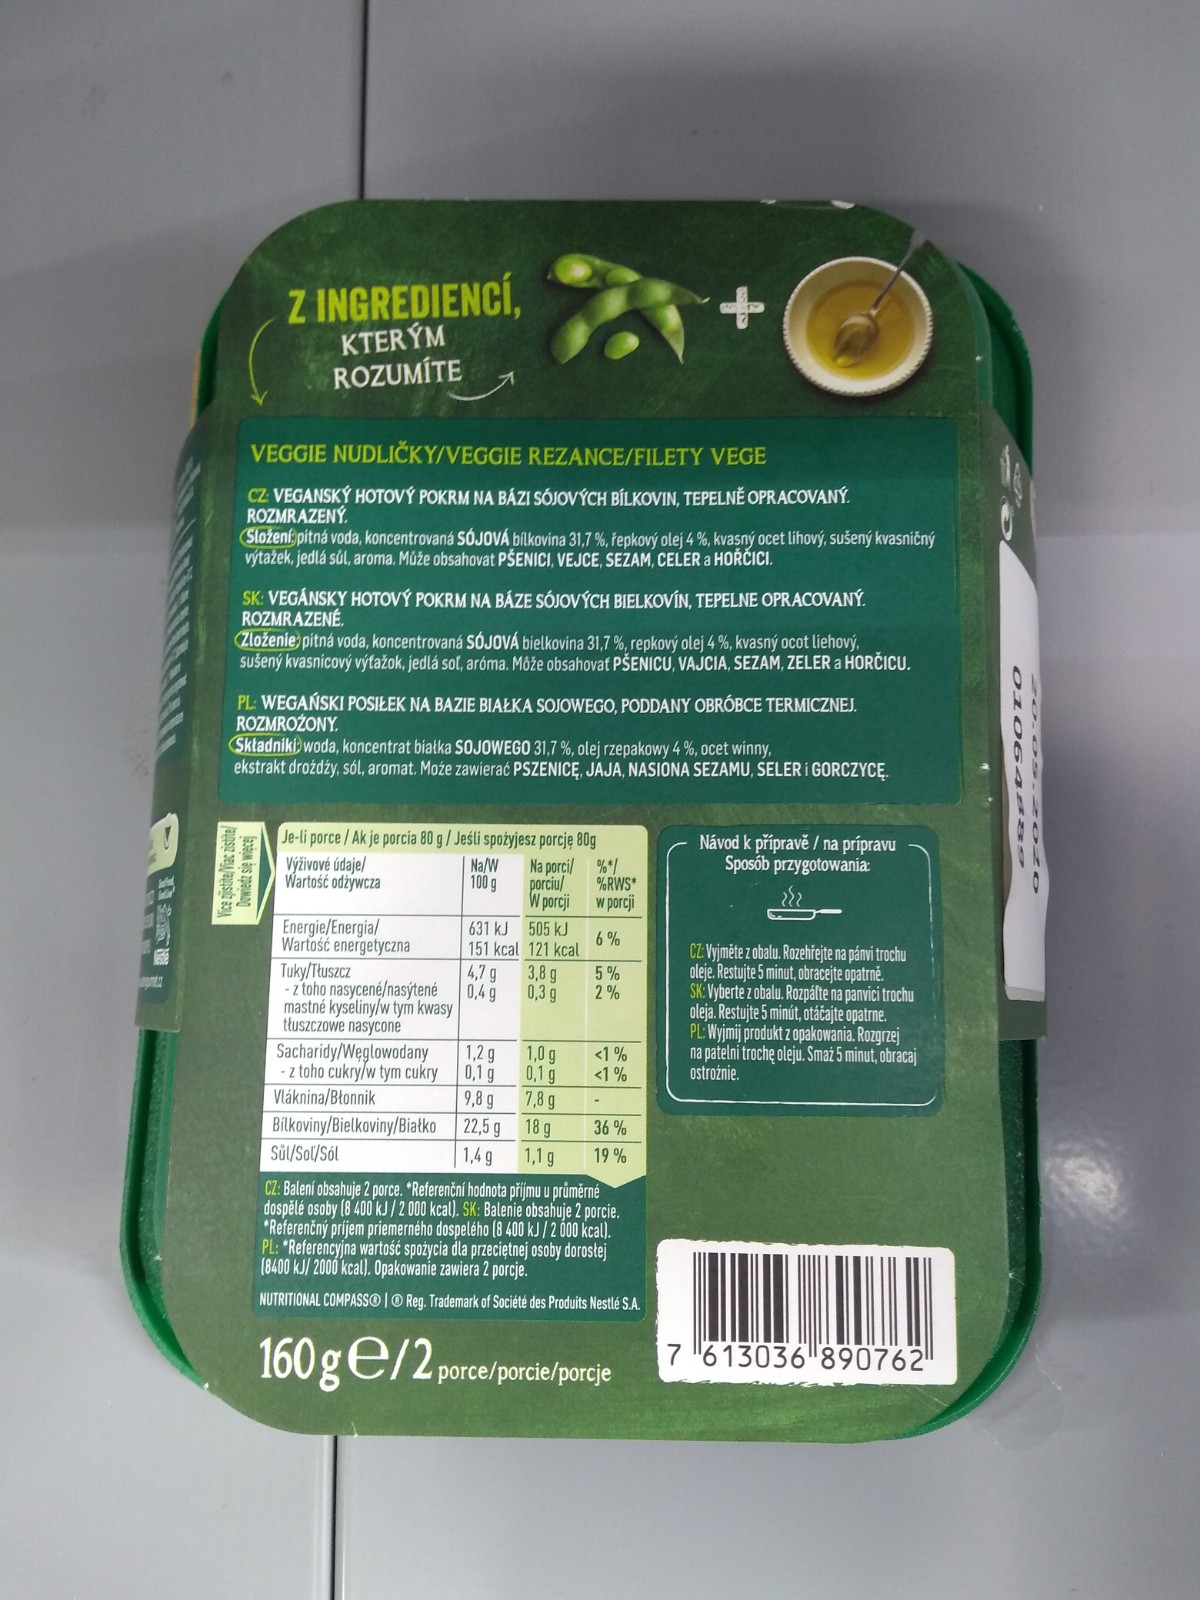 Z INGREDIENCÍ,
KTERÝM
ROZUMÍTE
VEGGIE NUDLIČKY/VEGGIE REZANCE/FILETY VEGE
CZ: VEGANSKÝ HOTOVÝ POKRM NA BÁZI SÓJOVÝCH BÍLKOVIN, TEPELNĚ OPRACOVANÝ.
ROZMRAZENÝ.
Složení: pitná voda, koncentrovaná SÓJOVÁ bílkovina 31,7 %, řepkový olej 4 %, kvasný ocet lihový, sušený kvasničný
výtažek, jedlá sůl, aroma. Může obsahovat PŠENICI, VEJCE, SEZAM, CELER a HOŘČICI.
SK: VEGÁNSKY HOTOVÝ POKRM NA BÁZE SÓJOVÝCH BIELKOVÍN, TEPELNE OPRACOVANÝ.
ROZMRAZENÉ.
Zloženie: pitná voda, koncentrovaná SÓJOVÁ bielkovina 31,7 %, repkový olej 4 %, kvasný ocot liehový,
sušený kvasnicový výťažok, jedlá soľ, aróma. Môže obsahovať PŠENICU, VAJCIA, SEZAM, ZELER a HORČICU.
PL: WEGAŃSKI POSIŁEK NA BAZIE BIAŁKA SOJOWEGO, PODDANY OBRÓBCE TERMICZNEJ.
ROZMROŻONY.
Składniki: woda, koncentrat białka SOJOWEGO 31,7 %, olej rzepakowy 4 %, ocet winny,
ekstrakt drożdży, sól, aromat. Może zawierać PSZENICĘ, JAJA, NASIONA SEZAMU, SELER i GORCZYCĘ.
Více zjistíte/Viac zistíte/
Dowiedz się więcej
Je-li porce / Ak je porcia 80 g / Jeśli spożyjesz porcję 80g
Výživové údaje/ Na/W Na porci/ %*/
Wartość odżywcza 100 g porciu/ %RWS*
W porcji w porcji
Energie/Energia/ 631 kJ 505 kJ 6 %
Wartość energetyczna 151 kcal 121 kcal
Tuky/Tłuszcz 4,7 g 3,8 g 5 %
- z toho nasycené/nasýtené 0,4 g 0,3 g 2 %
mastné kyseliny/w tym kwasy
tłuszczowe nasycone
Sacharidy/Węglowodany 1,2 g 1,0 g <1 %
- z toho cukry/w tym cukry 0,1 g 0,1 g <1 %
Vláknina/Błonnik 9,8 g 7,8 g -
Bílkoviny/Bielkoviny/Białko 22,5 g 18 g 36 %
Sůl/Soľ/Sól 1,4 g 1,1 g 19 %
CZ: Balení obsahuje 2 porce. *Referenční hodnota příjmu u průměrné
dospělé osoby (8 400 kJ / 2 000 kcal). SK: Balenie obsahuje 2 porcie.
*Referenčný príjem priemerného dospelého (8 400 kJ / 2 000 kcal).
PL: *Referencyjna wartość spożycia dla przeciętnej osoby dorosłej
(8400 kJ/ 2000 kcal). Opakowanie zawiera 2 porcje.
NUTRITIONAL COMPASS® | ® Reg. Trademark of Société des Produits Nestlé S.A.
160 g e/2 porce/porcie/porcje
Návod k přípravě / na prípravu
Sposób przygotowania:
CZ: Vyjměte z obalu. Rozehřejte na pánvi trochu
oleje. Restujte 5 minut, obracejte opatrně.
SK: Vyberte z obalu. Rozpáľte na panvici trochu
oleja. Restujte 5 minút, otáčajte opatrne.
PL: Wyjmij produkt z opakowania. Rozgrzej
na patelni trochę oleju. Smaż 5 minut, obracaj
ostrożnie.
7 613036 890762
20.05.2020
01064889
Nestlé